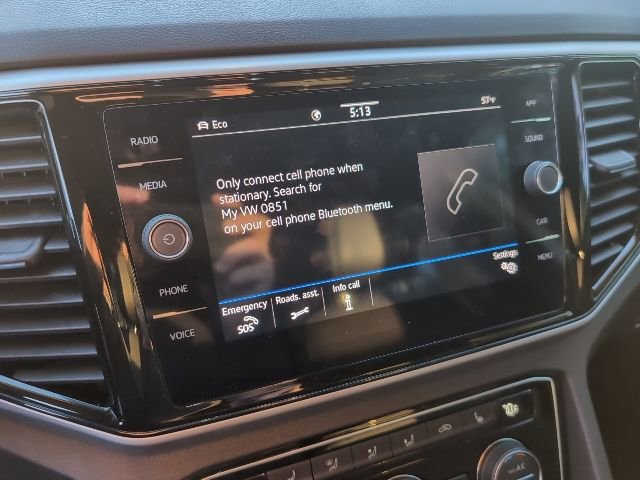 Eco
5:13
RADIO
MEDIA
PHONE
VOICE
Only connect cell phone when
stationary. Search for
My VW 0851
on your cell phone Bluetooth menu.
Emergency
SOS
Roads. asst.
Info call
Settings
APP
SOUND
CAR
MENU
A/C